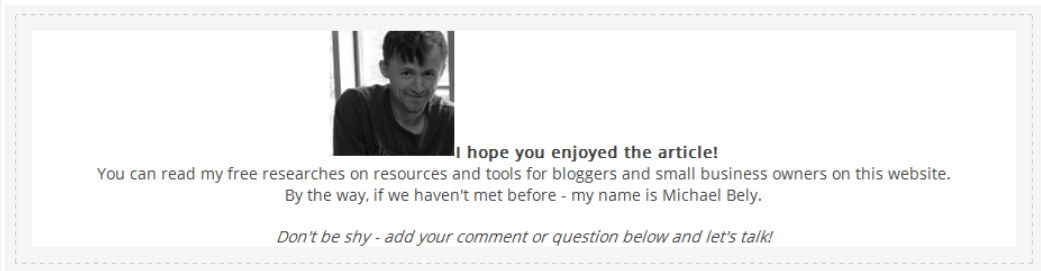 I hope you enjoyed the article!
You can read my free researches on resources and tools for bloggers and small business owners on this website.
By the way, if we haven't met before - my name is Michael Bely.
Don't be shy - add your comment or question below and let's talk!